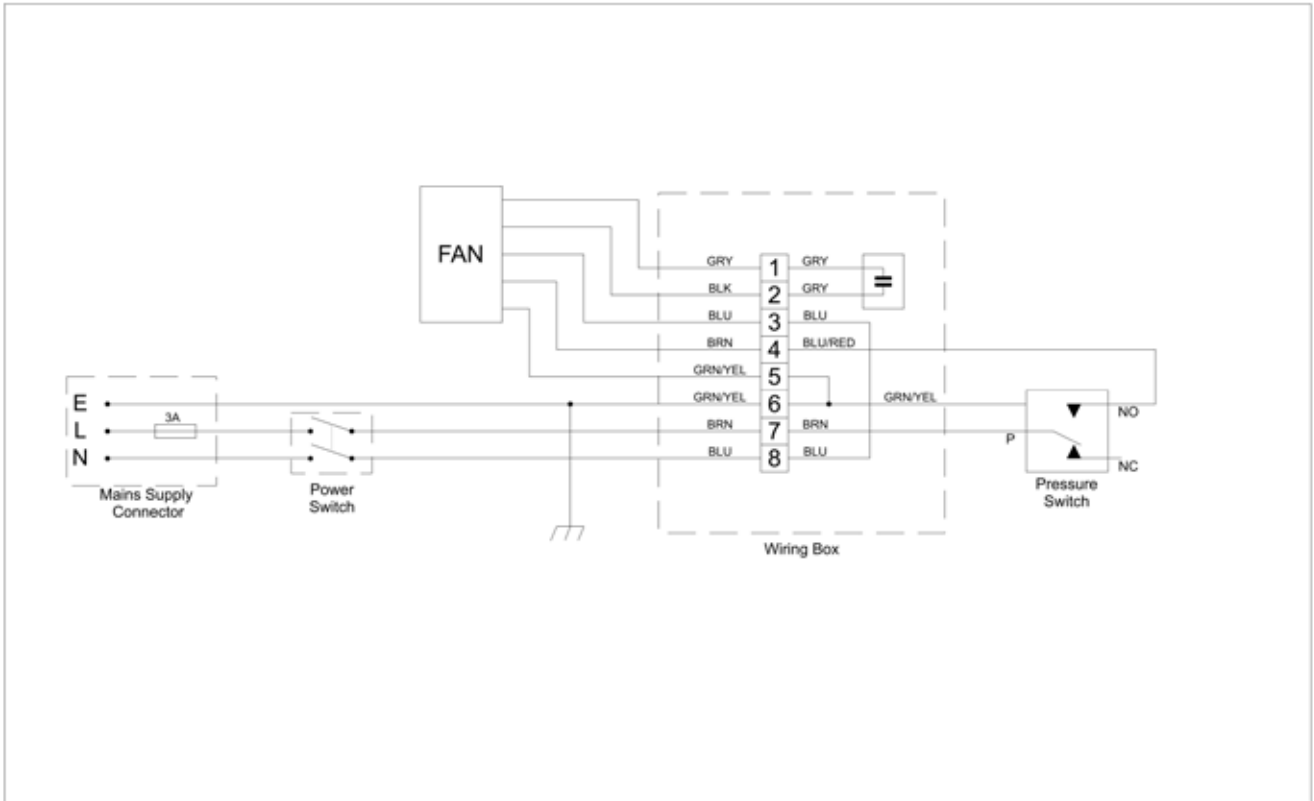 FAN
GRY 1 GRY
BLK 2 GRY
BLU 3 BLU
BRN 4 BLU/RED
GRN/YEL 5
E GRN/YEL 6 GRN/YEL
3A
L BRN 7 BRN
N BLU 8 BLU
NO
P
NC
Mains Supply
Connector
Power
Switch
Pressure
Switch
Wiring Box